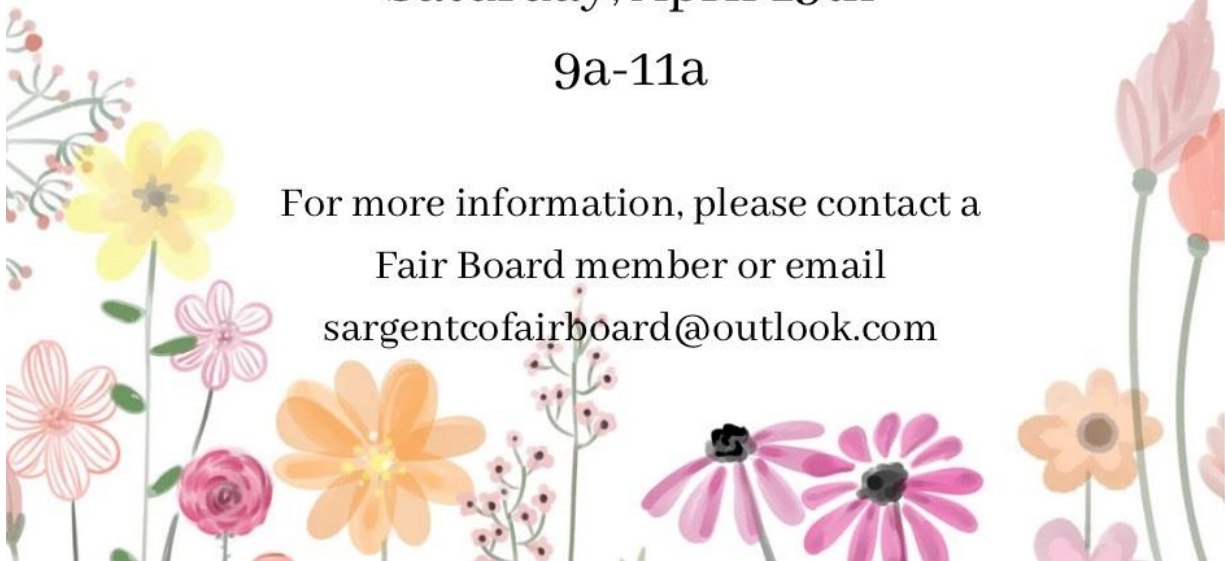 Saturday, April
9a-11a
For more information, please contact a
Fair Board member or email
sargentcofairboard@outlook.com